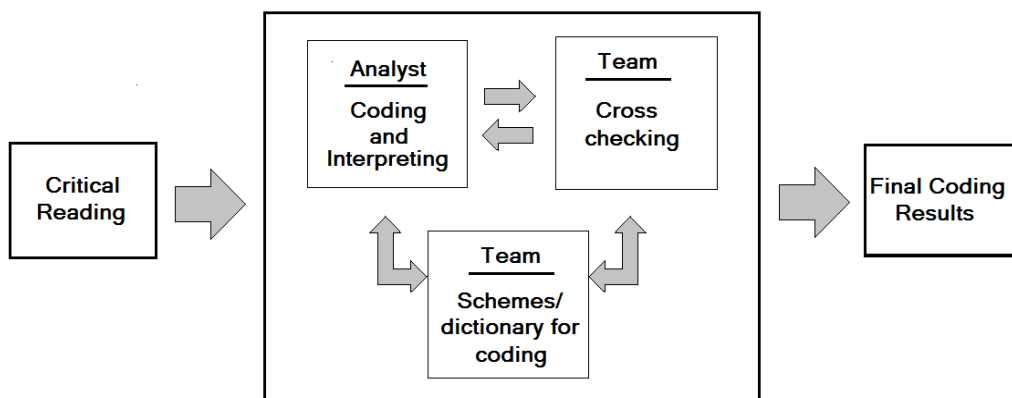 Critical
Reading
Analyst
Coding
and
Interpreting
Team
Cross
checking
Team
Schemes/
dictionary for
coding
Final Coding
Results